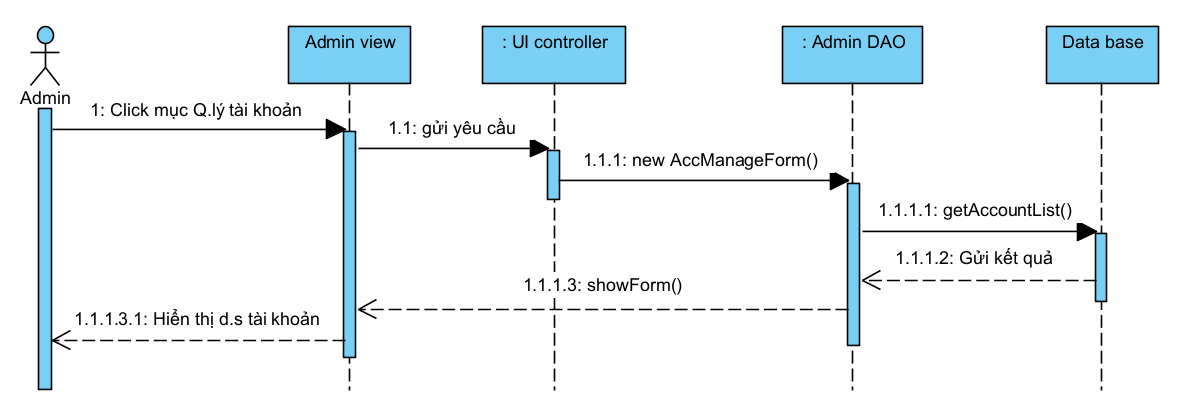 Admin view
: UI controller
: Admin DAO
Data base
Admin
1: Click mục Q.lý tài khoản
1.1: gửi yêu cầu
1.1.1: new AccManageForm()
1.1.1.1: getAccountList()
1.1.1.2: Gửi kết quả
1.1.1.3: showForm()
1.1.1.3.1: Hiển thị d.s tài khoản